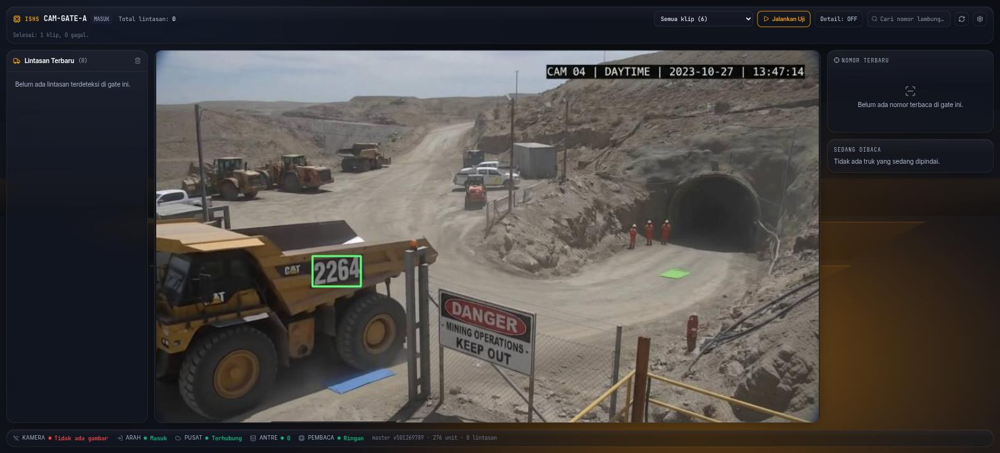 ISHS CAM-GATE-A MASUK Total lintasan: 0
Semua klip (6)
Jalankan Uji
Detail: OFF
Cari nomor lambung…
Selesai: 1 klip, 0 gagal.
Lintasan Terbaru (0)
Belum ada lintasan terdeteksi di gate ini.
CAM 04 | DAYTIME | 2023-10-27 | 13:47:14
CAT
2264
CAT
DANGER
- MINING OPERATIONS -
KEEP OUT
NOMOR TERBARU
Belum ada nomor terbaca di gate ini.
SEDANG DIBACA
Tidak ada truk yang sedang dipindai.
KAMERA Tidak ada gambar ARAH Masuk PUSAT Terhubung ANTRE 0 PEMBACA Ringan master v501269789 · 276 unit · 0 lintasan